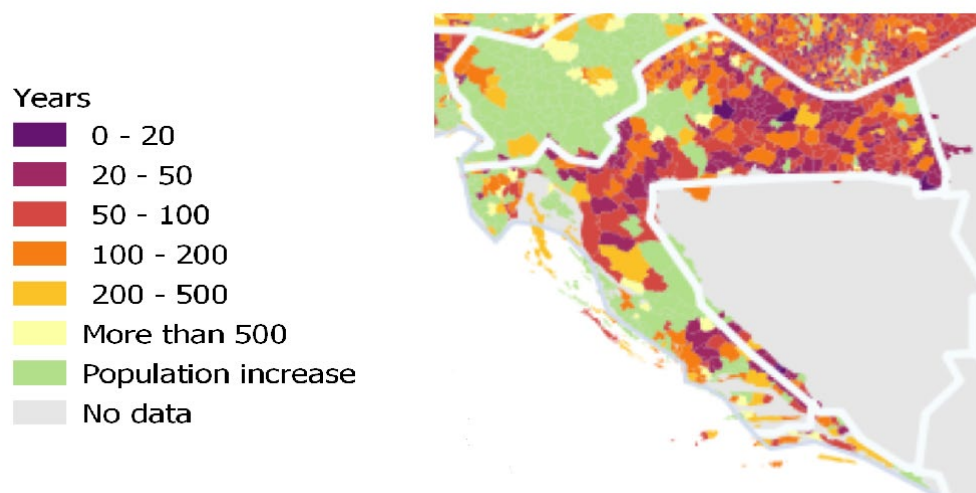 Years
0 - 20
20 - 50
50 - 100
100 - 200
200 - 500
More than 500
Population increase
No data